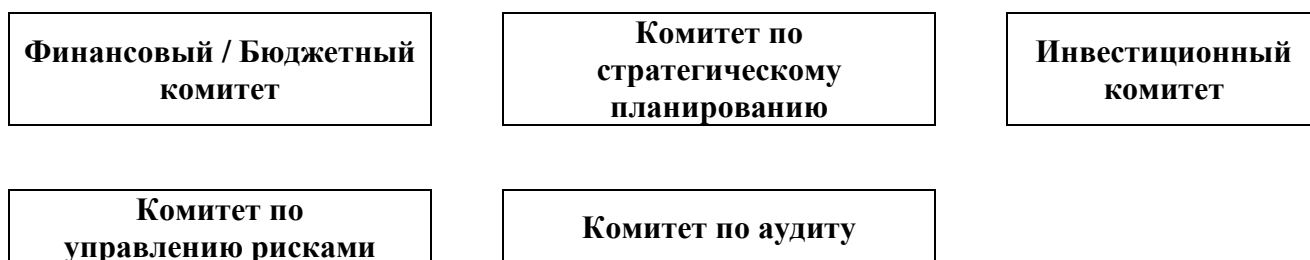 Финансовый / Бюджетный
комитет
Комитет по
стратегическому
планированию
Инвестиционный
комитет
Комитет по
управлению рисками
Комитет по аудиту